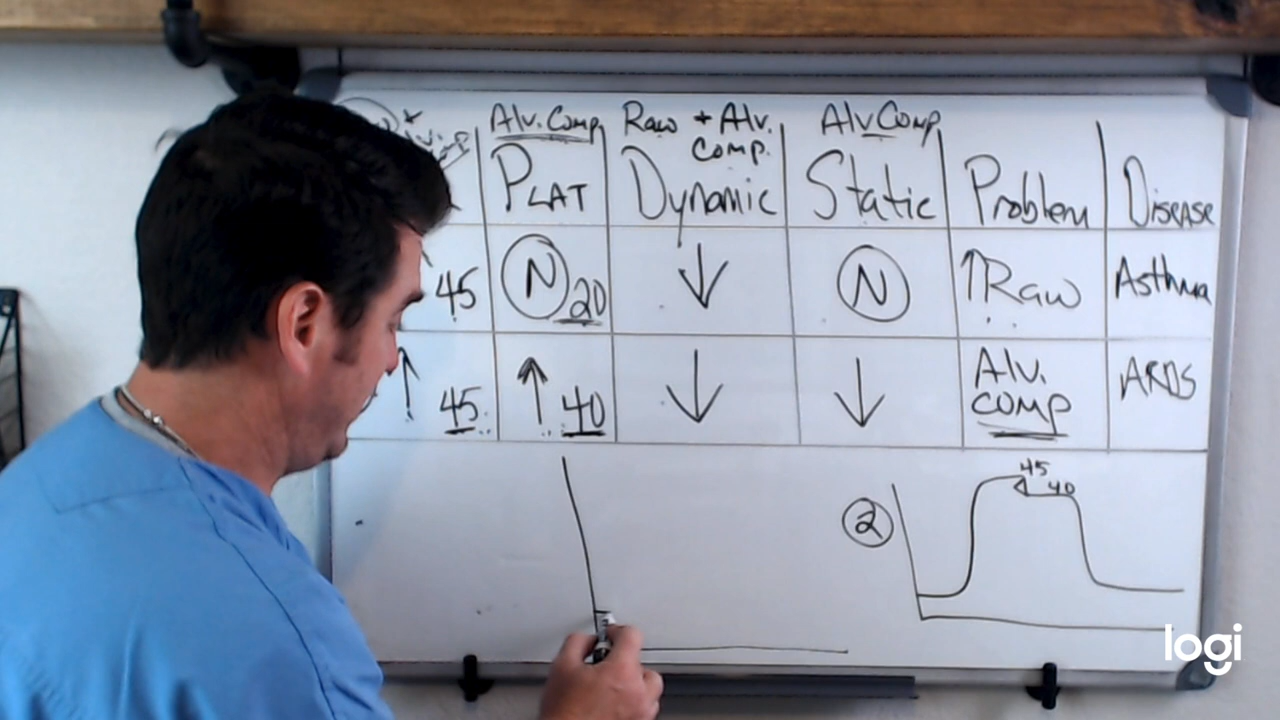 Alv. Comp Raw + Alv. Comp. Alv Comp
PLAT Dynamic Static Problem Disease
45 N 20 ↓ N ↑Raw Asthma
↑ 45 ↑ 40 ↓ ↓ Alv. comp ARDS
45
40
2
logi